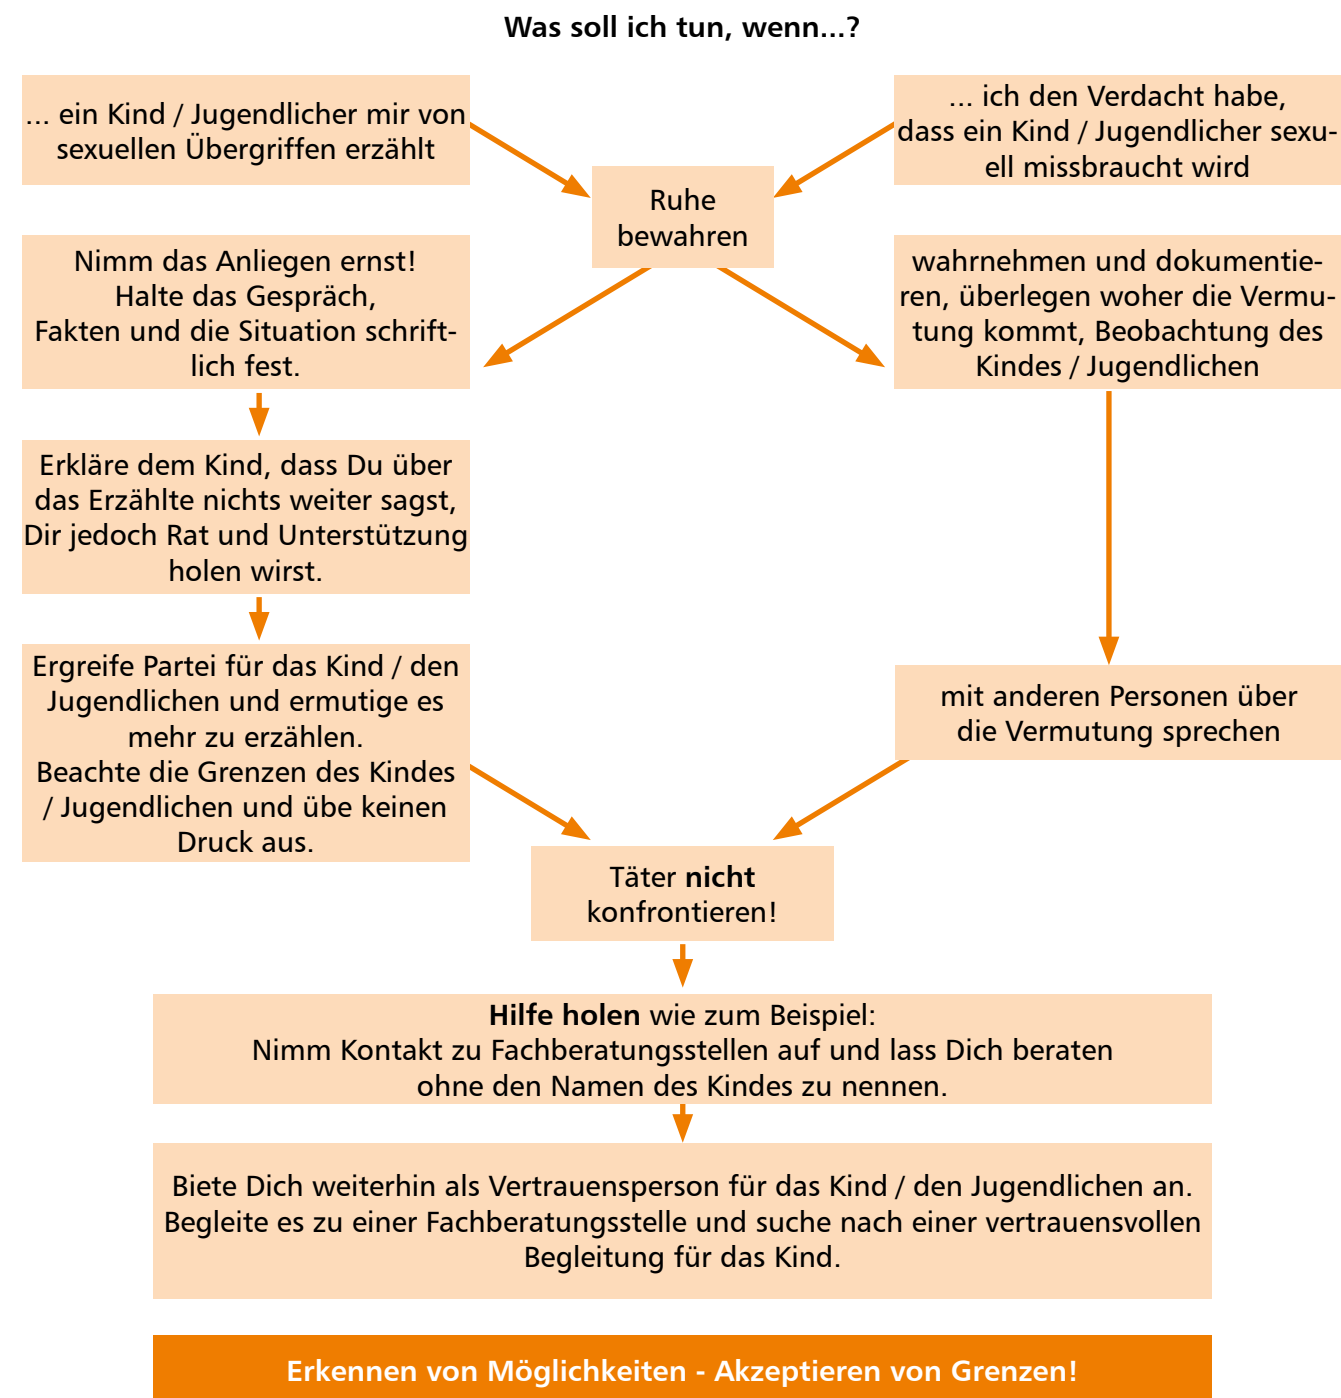 Was soll ich tun, wenn...?
... ein Kind / Jugendlicher mir von
sexuellen Übergriffen erzählt
... ich den Verdacht habe,
dass ein Kind / Jugendlicher sexu-
ell missbraucht wird
Ruhe
bewahren
Nimm das Anliegen ernst!
Halte das Gespräch,
Fakten und die Situation schrift-
lich fest.
wahrnehmen und dokumentie-
ren, überlegen woher die Vermu-
tung kommt, Beobachtung des
Kindes / Jugendlichen
Erkläre dem Kind, dass Du über
das Erzählte nichts weiter sagst,
Dir jedoch Rat und Unterstützung
holen wirst.
Ergreife Partei für das Kind / den
Jugendlichen und ermutige es
mehr zu erzählen.
Beachte die Grenzen des Kindes
/ Jugendlichen und übe keinen
Druck aus.
mit anderen Personen über
die Vermutung sprechen
Täter nicht
konfrontieren!
Hilfe holen wie zum Beispiel:
Nimm Kontakt zu Fachberatungsstellen auf und lass Dich beraten
ohne den Namen des Kindes zu nennen.
Biete Dich weiterhin als Vertrauensperson für das Kind / den Jugendlichen an.
Begleite es zu einer Fachberatungsstelle und suche nach einer vertrauensvollen
Begleitung für das Kind.
Erkennen von Möglichkeiten - Akzeptieren von Grenzen!